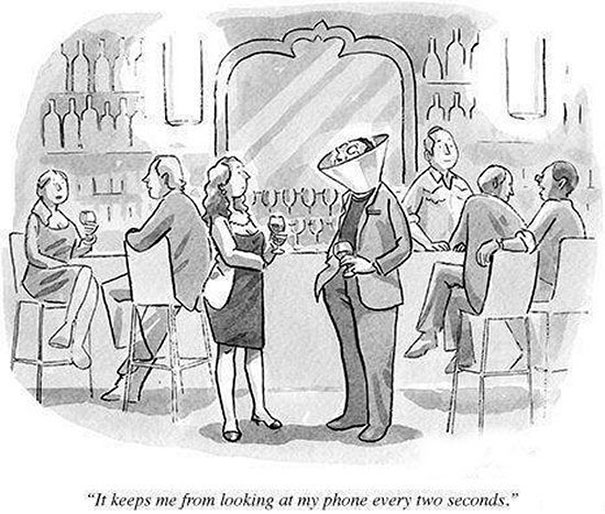 “It keeps me from looking at my phone every two seconds.”